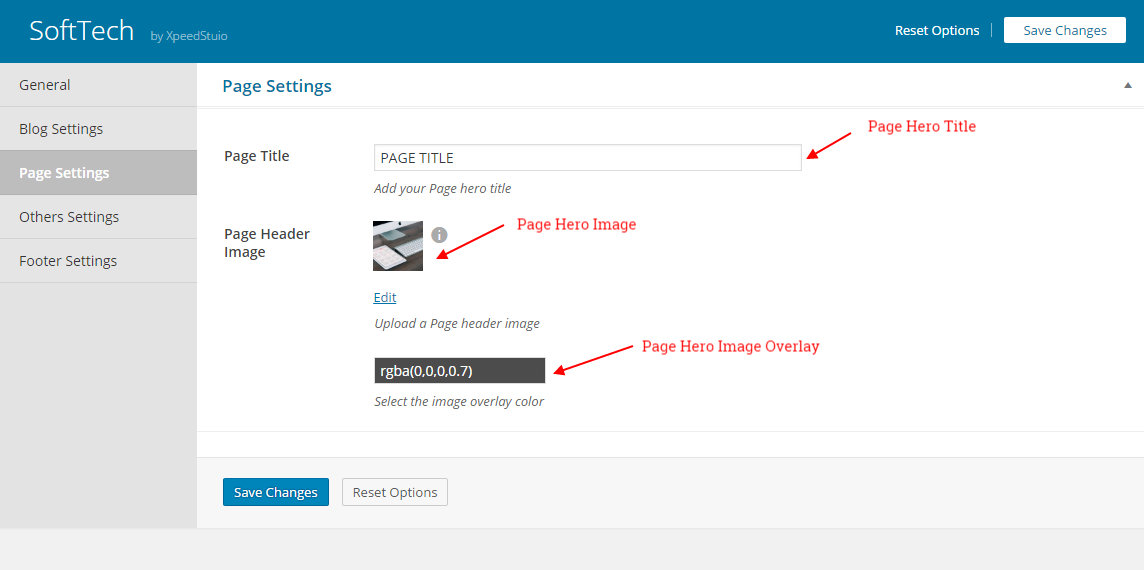 SoftTech by XpeedStuio
Reset Options
Save Changes
General
Blog Settings
Page Settings
Others Settings
Footer Settings
Page Settings
Page Hero Title
Page Title
PAGE TITLE
Add your Page hero title
Page Header
Image
Page Hero Image
Edit
Upload a Page header image
Page Hero Image Overlay
rgba(0,0,0,0.7)
Select the image overlay color
Save Changes
Reset Options